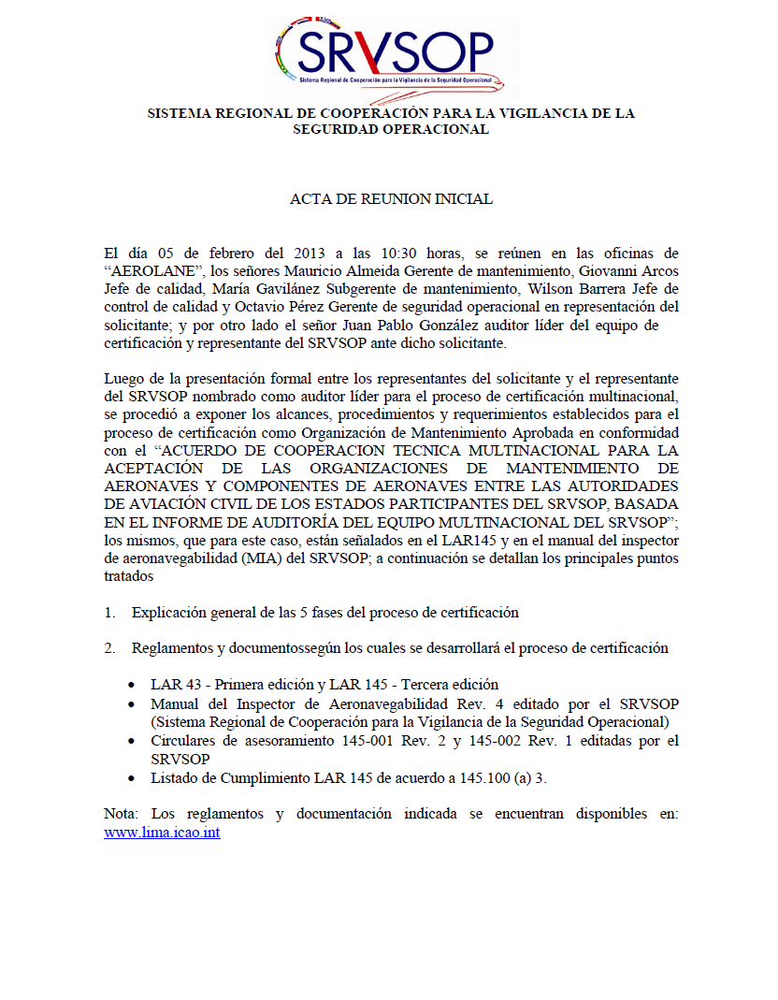 SRVSOP
Sistema Regional de Cooperación para la Vigilancia de la Seguridad Operacional
SISTEMA REGIONAL DE COOPERACIÓN PARA LA VIGILANCIA DE LA
SEGURIDAD OPERACIONAL
ACTA DE REUNION INICIAL
El día 05 de febrero del 2013 a las 10:30 horas, se reúnen en las oficinas de
“AEROLANE”, los señores Mauricio Almeida Gerente de mantenimiento, Giovanni Arcos
Jefe de calidad, María Gavilánez Subgerente de mantenimiento, Wilson Barrera Jefe de
control de calidad y Octavio Pérez Gerente de seguridad operacional en representación del
solicitante; y por otro lado el señor Juan Pablo González auditor líder del equipo de
certificación y representante del SRVSOP ante dicho solicitante.
Luego de la presentación formal entre los representantes del solicitante y el representante
del SRVSOP nombrado como auditor líder para el proceso de certificación multinacional,
se procedió a exponer los alcances, procedimientos y requerimientos establecidos para el
proceso de certificación como Organización de Mantenimiento Aprobada en conformidad
con el “ACUERDO DE COOPERACION TECNICA MULTINACIONAL PARA LA
ACEPTACIÓN DE LAS ORGANIZACIONES DE MANTENIMIENTO DE
AERONAVES Y COMPONENTES DE AERONAVES ENTRE LAS AUTORIDADES
DE AVIACIÓN CIVIL DE LOS ESTADOS PARTICIPANTES DEL SRVSOP, BASADA
EN EL INFORME DE AUDITORÍA DEL EQUIPO MULTINACIONAL DEL SRVSOP”;
los mismos, que para este caso, están señalados en el LAR145 y en el manual del inspector
de aeronavegabilidad (MIA) del SRVSOP; a continuación se detallan los principales puntos
tratados
1. Explicación general de las 5 fases del proceso de certificación
2. Reglamentos y documentossegún los cuales se desarrollará el proceso de certificación
• LAR 43 - Primera edición y LAR 145 - Tercera edición
• Manual del Inspector de Aeronavegabilidad Rev. 4 editado por el SRVSOP
(Sistema Regional de Cooperación para la Vigilancia de la Seguridad Operacional)
• Circulares de asesoramiento 145-001 Rev. 2 y 145-002 Rev. 1 editadas por el
SRVSOP
• Listado de Cumplimiento LAR 145 de acuerdo a 145.100 (a) 3.
Nota: Los reglamentos y documentación indicada se encuentran disponibles en:
www.lima.icao.int